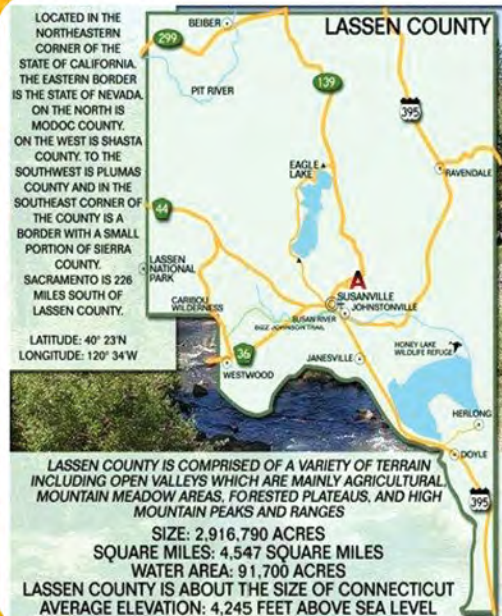 LOCATED IN THE
NORTHEASTERN
CORNER OF THE
STATE OF CALIFORNIA.
THE EASTERN BORDER
IS THE STATE OF NEVADA.
ON THE NORTH IS
MODOC COUNTY.
ON THE WEST IS SHASTA
COUNTY. TO THE
SOUTHWEST IS PLUMAS
COUNTY AND IN THE
SOUTHEAST CORNER OF
THE COUNTY IS A
BORDER WITH A SMALL
PORTION OF SIERRA
COUNTY.
SACRAMENTO IS 226
MILES SOUTH OF
LASSEN COUNTY.
LATITUDE: 40° 23'N
LONGITUDE: 120° 34'W
LASSEN COUNTY
BEIBER
299
PIT RIVER
139
395
EAGLE
LAKE
RAVENDALE
44
LASSEN
NATIONAL
PARK
CARIBOU
WILDERNESS
A
SUSANVILLE
JOHNSTONVILLE
SUSAN RIVER
BIZZ JOHNSON TRAIL
36
WESTWOOD
JANESVILLE
HONEY LAKE
WILDLIFE REFUGE
HERLONG
DOYLE
395
LASSEN COUNTY IS COMPRISED OF A VARIETY OF TERRAIN
INCLUDING OPEN VALLEYS WHICH ARE MAINLY AGRICULTURAL,
MOUNTAIN MEADOW AREAS, FORESTED PLATEAUS, AND HIGH
MOUNTAIN PEAKS AND RANGES
SIZE: 2,916,790 ACRES
SQUARE MILES: 4,547 SQUARE MILES
WATER AREA: 91,700 ACRES
LASSEN COUNTY IS ABOUT THE SIZE OF CONNECTICUT
AVERAGE ELEVATION: 4,245 FEET ABOVE SEA LEVEL